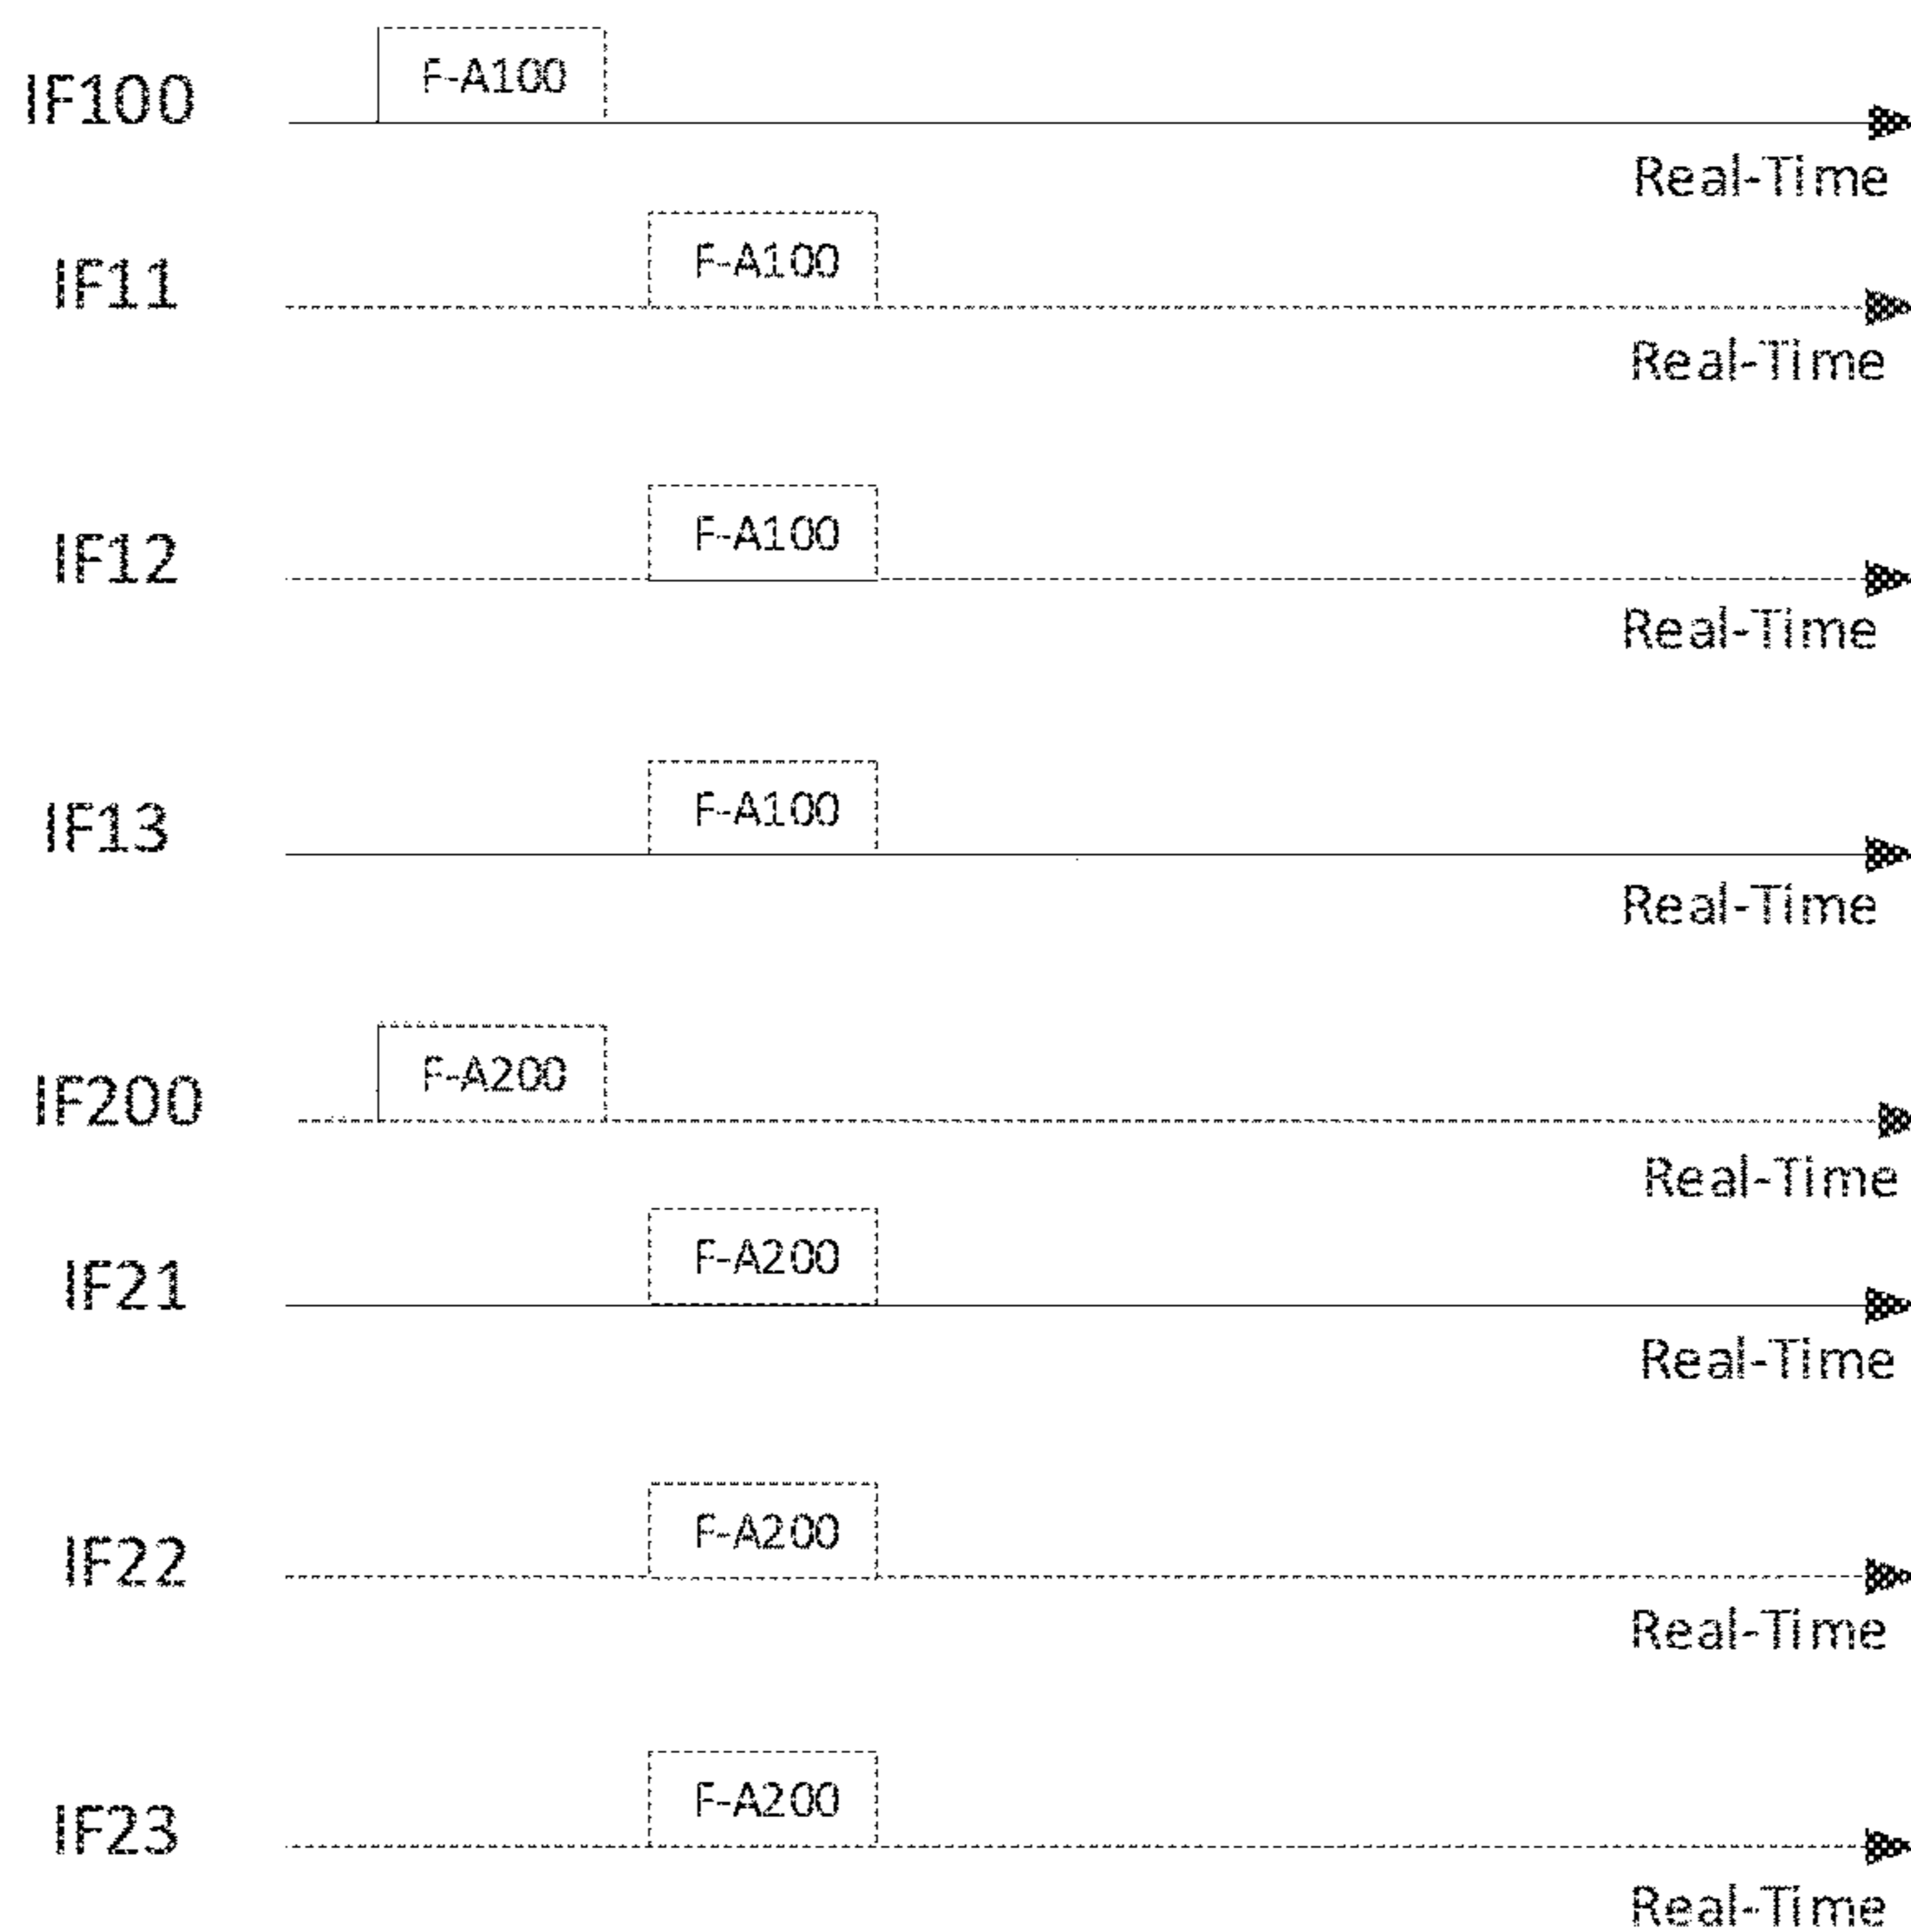 F-A100
IF100
Real-Time
F-A100
IF11
Real-Time
F-A100
IF12
Real-Time
F-A100
IF13
Real-Time
F-A200
IF200
Real-Time
F-A200
IF21
Real-Time
F-A200
IF22
Real-Time
F-A200
IF23
Real-Time